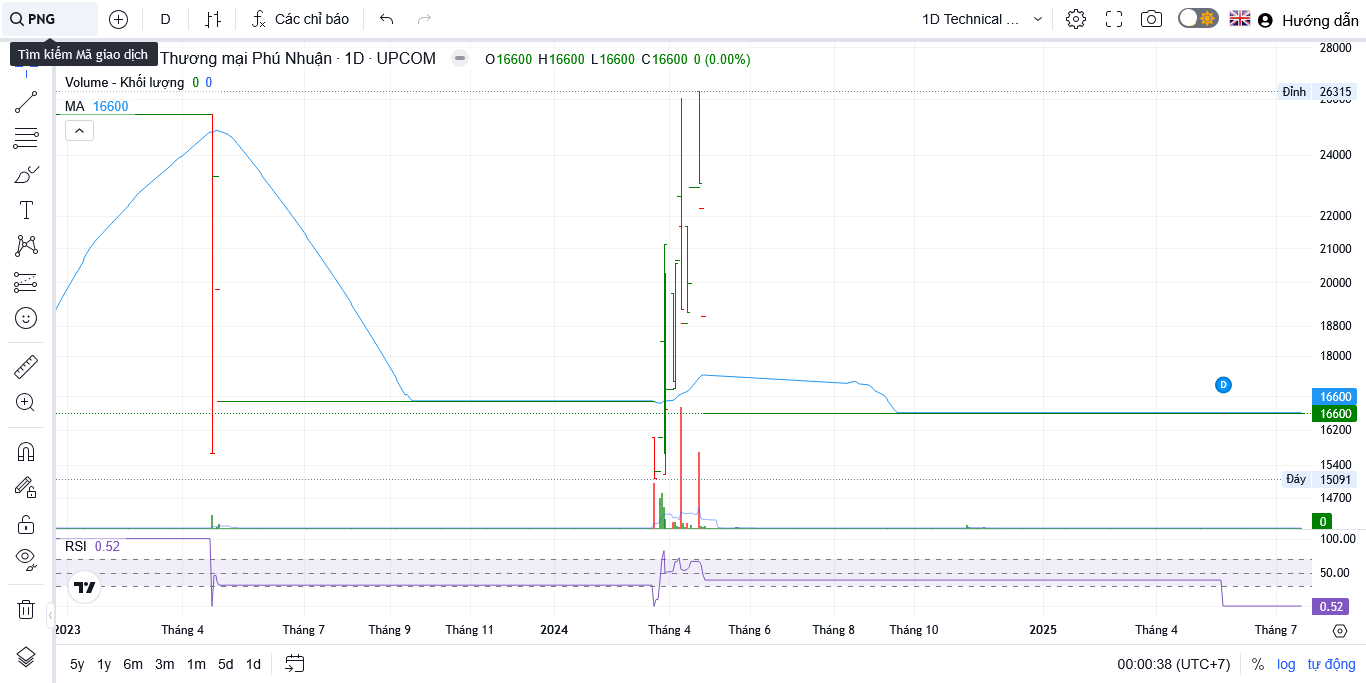 PNG D Các chỉ báo 1D Technical ... Hướng dẫn
Tìm kiếm Mã giao dịch
Thương mại Phú Nhuận · 1D · UPCOM O16600 H16600 L16600 C16600 0 (0.00%)
Volume - Khối lượng 0 0
MA 16600
28000
Đỉnh 26315
24000
22000
21000
20000
18800
18000
D
16600
16600
16200
15400
Đáy 15091
14700
0
RSI 0.52
100.00
50.00
0.52
2023 Tháng 4 Tháng 7 Tháng 9 Tháng 11 2024 Tháng 4 Tháng 6 Tháng 8 Tháng 10 2025 Tháng 4 Tháng 7
5y 1y 6m 3m 1m 5d 1d 00:00:38 (UTC+7) % log tự động